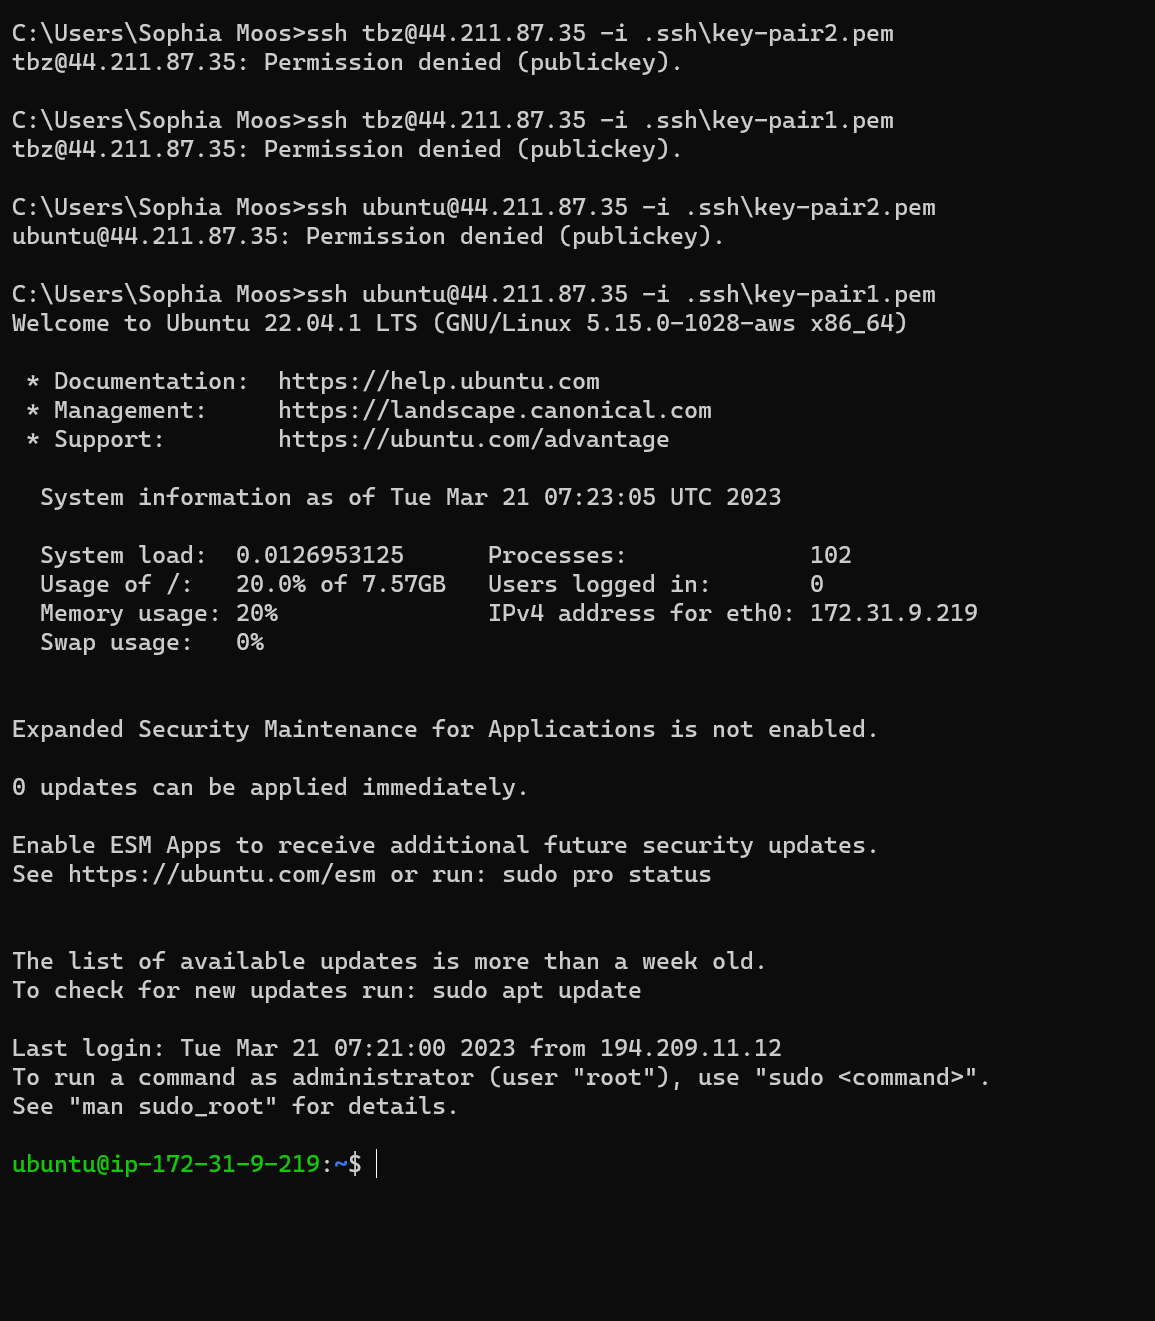 C:\Users\Sophia Moos>ssh tbz@44.211.87.35 -i .ssh\key-pair2.pem
tbz@44.211.87.35: Permission denied (publickey).
C:\Users\Sophia Moos>ssh tbz@44.211.87.35 -i .ssh\key-pair1.pem
tbz@44.211.87.35: Permission denied (publickey).
C:\Users\Sophia Moos>ssh ubuntu@44.211.87.35 -i .ssh\key-pair2.pem
ubuntu@44.211.87.35: Permission denied (publickey).
C:\Users\Sophia Moos>ssh ubuntu@44.211.87.35 -i .ssh\key-pair1.pem
Welcome to Ubuntu 22.04.1 LTS (GNU/Linux 5.15.0-1028-aws x86_64)
 * Documentation:  https://help.ubuntu.com
 * Management:     https://landscape.canonical.com
 * Support:        https://ubuntu.com/advantage
  System information as of Tue Mar 21 07:23:05 UTC 2023
  System load:  0.0126953125      Processes:             102
  Usage of /:   20.0% of 7.57GB   Users logged in:       0
  Memory usage: 20%               IPv4 address for eth0: 172.31.9.219
  Swap usage:   0%
Expanded Security Maintenance for Applications is not enabled.
0 updates can be applied immediately.
Enable ESM Apps to receive additional future security updates.
See https://ubuntu.com/esm or run: sudo pro status
The list of available updates is more than a week old.
To check for new updates run: sudo apt update
Last login: Tue Mar 21 07:21:00 2023 from 194.209.11.12
To run a command as administrator (user "root"), use "sudo <command>".
See "man sudo_root" for details.
ubuntu@ip-172-31-9-219:~$